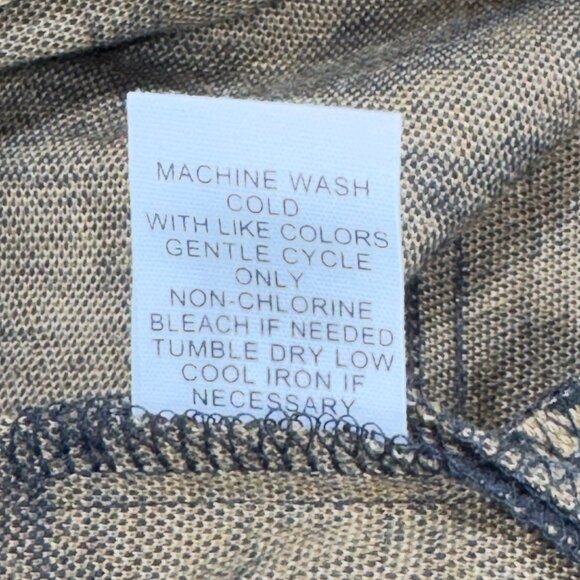 MACHINE WASH
COLD
WITH LIKE COLORS
GENTLE CYCLE
ONLY
NON-CHLORINE
BLEACH IF NEEDED
TUMBLE DRY LOW
COOL IRON IF
NECESSARY